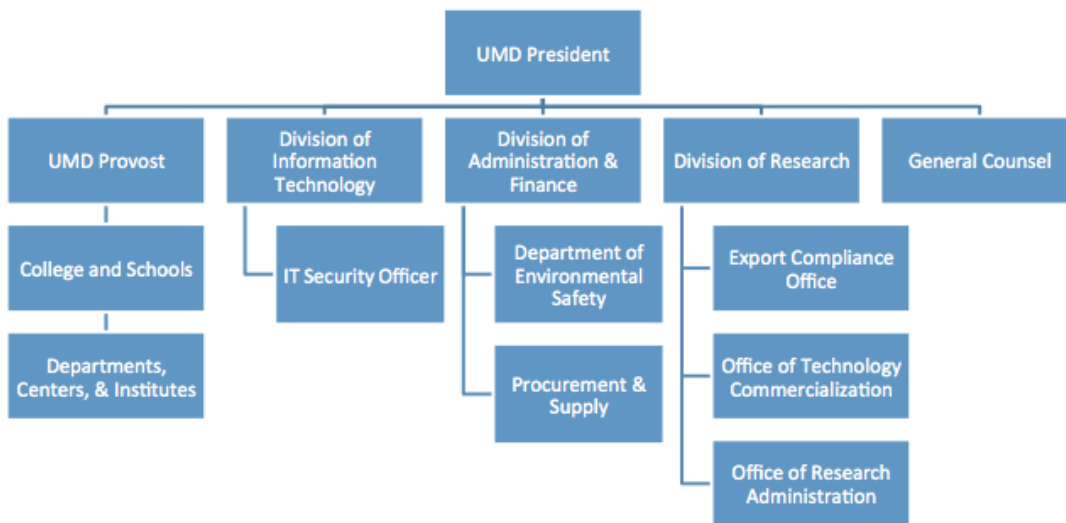 UMD President
UMD Provost
Division of
Information
Technology
Division of
Administration &
Finance
Division of Research
General Counsel
College and Schools
IT Security Officer
Department of
Environmental
Safety
Export Compliance
Office
Departments,
Centers, & Institutes
Procurement &
Supply
Office of Technology
Commercialization
Office of Research
Administration